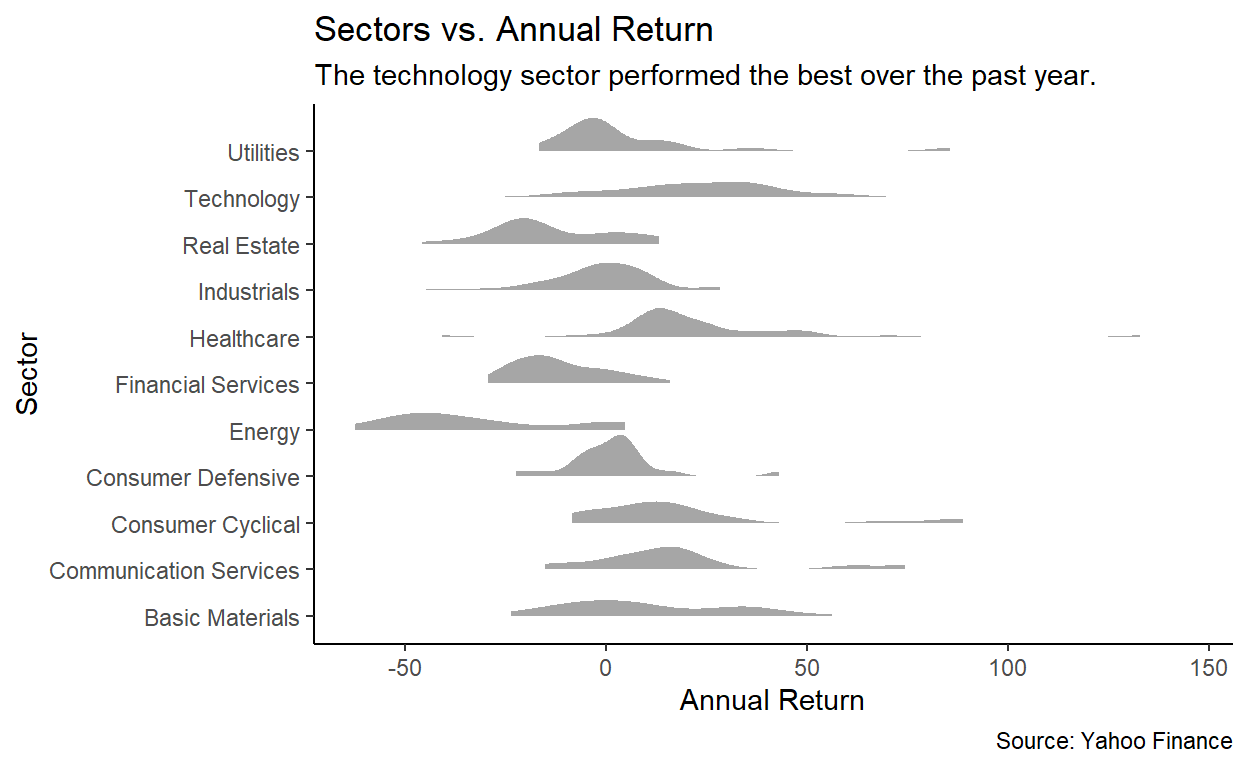 Sectors vs. Annual Return
The technology sector performed the best over the past year.
Sector
Utilities
Technology
Real Estate
Industrials
Healthcare
Financial Services
Energy
Consumer Defensive
Consumer Cyclical
Communication Services
Basic Materials
-50 0 50 100 150
Annual Return
Source: Yahoo Finance